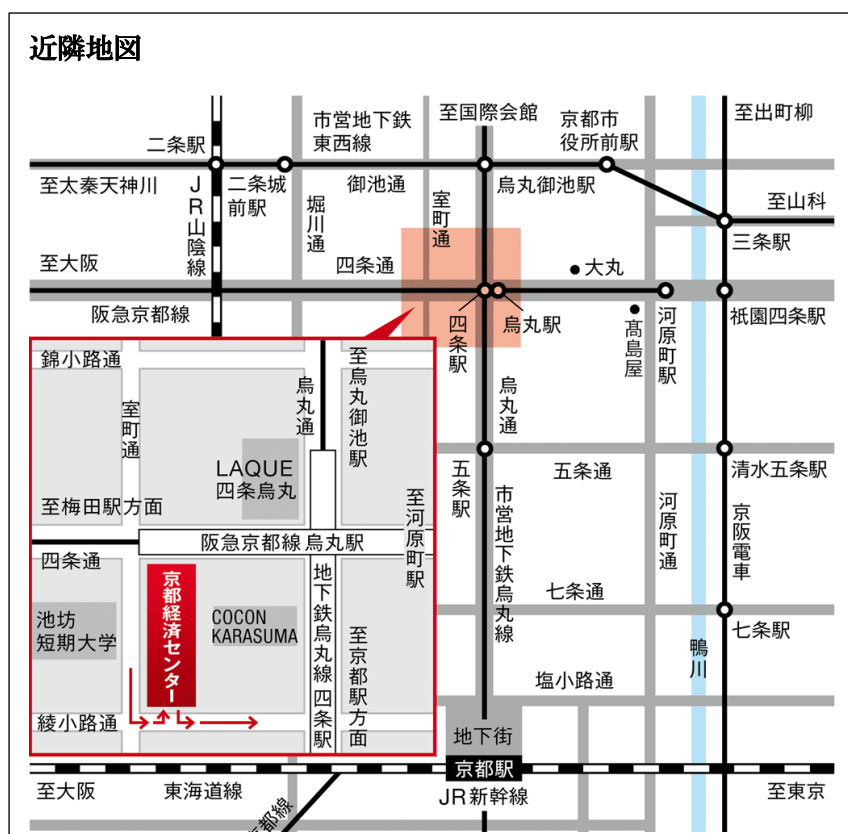 近隣地図
市営地下鉄
東西線
至国際会館
京都市
役所前駅
至出町柳
二条駅
至太秦天神川
二条城
前駅
御池通
烏丸御池駅
至山科
JR山陰線
堀川通
室町通
三条駅
至大阪
四条通
大丸
阪急京都線
四条駅
烏丸駅
髙島屋
河原町駅
祇園四条駅
錦小路通
烏丸通
至烏丸御池駅
烏丸通
室町通
LAQUE
四条烏丸
五条駅
五条通
清水五条駅
至梅田駅方面
至河原町駅
市営地下鉄烏丸線
河原町通
京阪電車
阪急京都線 烏丸駅
四条通
京都経済センター
地下鉄烏丸線 四条駅
池坊
短期大学
COCON
KARASUMA
至京都駅方面
七条通
七条駅
鴨川
塩小路通
綾小路通
地下街
京都駅
至大阪
東海道線
JR新幹線
至東京
都線